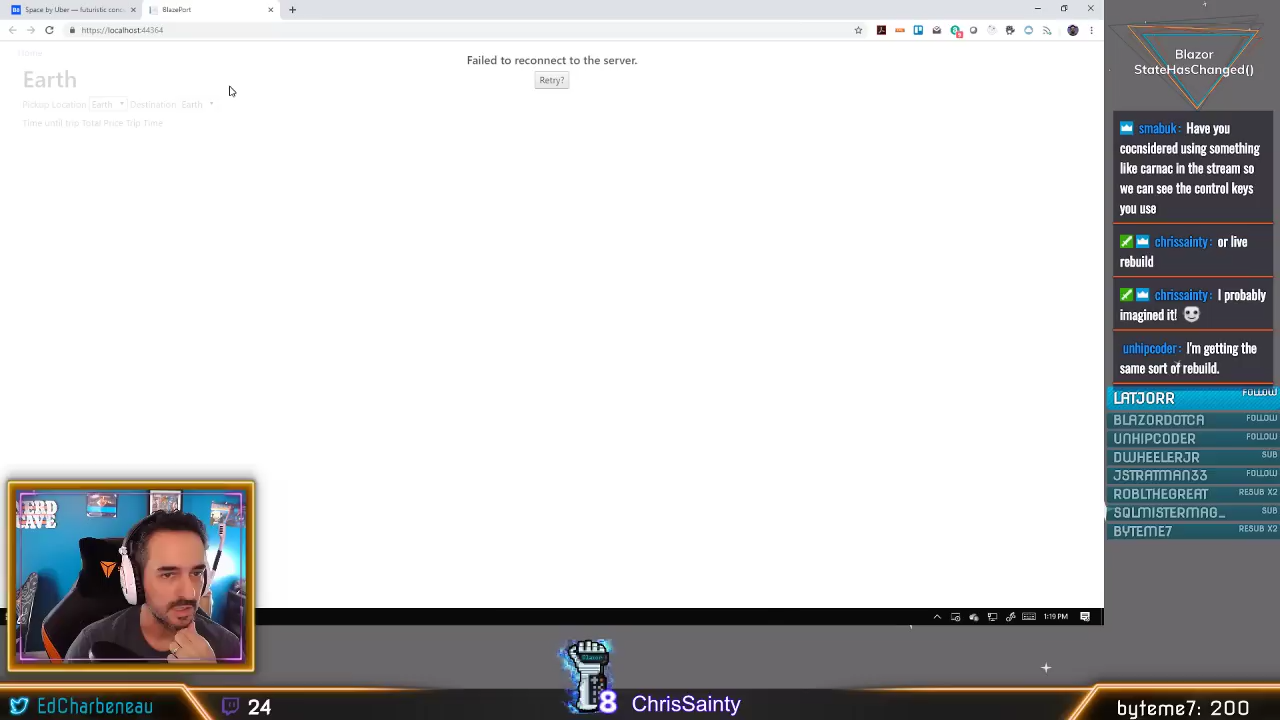 Space by Uber — futuristic conc
BlazePort
https://localhost:44364
Home
Earth
Pickup Location Earth Destination: Earth
Time until trip Total Price Trip Time
Failed to reconnect to the server.
Retry?
Blazor
StateHasChanged()
smabuk: Have you
cocnsidered using something
like carnac in the stream so
we can see the control keys
you use
chrissainty: or live
rebuild
chrissainty: I probably
imagined it!
unhipcoder: I'm getting the
same sort of rebuild.
LATJORR FOLLOW
BLAZORDOTCA FOLLOW
UNHIPCODER FOLLOW
DWHEELERJR SUB
JSTRATMAN33 FOLLOW
ROBLTHEGREAT RESUB X2
SQLMISTERMAG_ SUB
BYTEME7 RESUB X2
1:19 PM
EdCharbeneau
24
Blazor
8 ChrisSainty
byteme7: 200